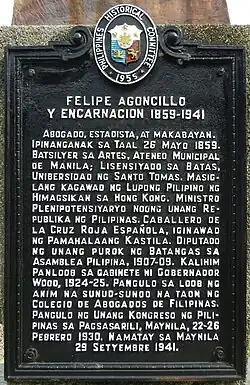 PHILIPPINES HISTORICAL COMMITTEE
1955
FELIPE AGONCILLO
Y ENCARNACION 1859-1941
ABOGADO, ESTADISTA, AT MAKABAYAN.
IPINANGANAK SA TAAL 26 MAYO 1859.
BATSILYER SA ARTES, ATENEO MUNICIPAL
DE MANILA; LISENSIYADO SA BATAS,
UNIBERSIDAD NG SANTO TOMAS. MASIG-
LANG KAGAWAD NG LUPONG PILIPINO NG
HIMAGSIKAN SA HONG KONG. MINISTRO
PLENIPOTENSIYARYO NOONG UNANG RE-
PUBLIKA NG PILIPINAS. CABALLERO DE
LA CRUZ ROJA ESPAÑOLA, IGINAWAD
NG PAMAHALAANG KASTILA. DIPUTADO
NG UNANG PUROK NG BATANGAS SA
ASAMBLEA PILIPINA, 1907-09. KALIHIM
PANLOOB SA GABINETE NI GOBERNADOR
WOOD, 1924-25. PANGULO SA LOOB NG
ANIM NA SUNUD-SUNOD NA TAON NG
COLEGIO DE ABOGADOS DE FILIPINAS.
PANGULO NG UNANG KONGRESO NG PILI-
PINAS SA PAGSASARILI, MAYNILA, 22-26
PEBRERO 1930. NAMATAY SA MAYNILA
29 SETYEMBRE 1941.